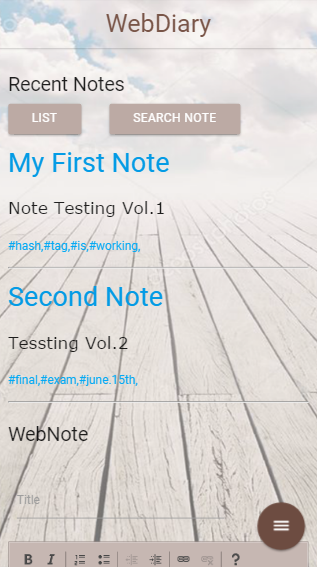 WebDiary
Recent Notes
LIST SEARCH NOTE
My First Note
Note Testing Vol.1
#hash,#tag,#is,#working,
Second Note
Tessting Vol.2
#final,#exam,#june.15th,
WebNote
Title
B I ?